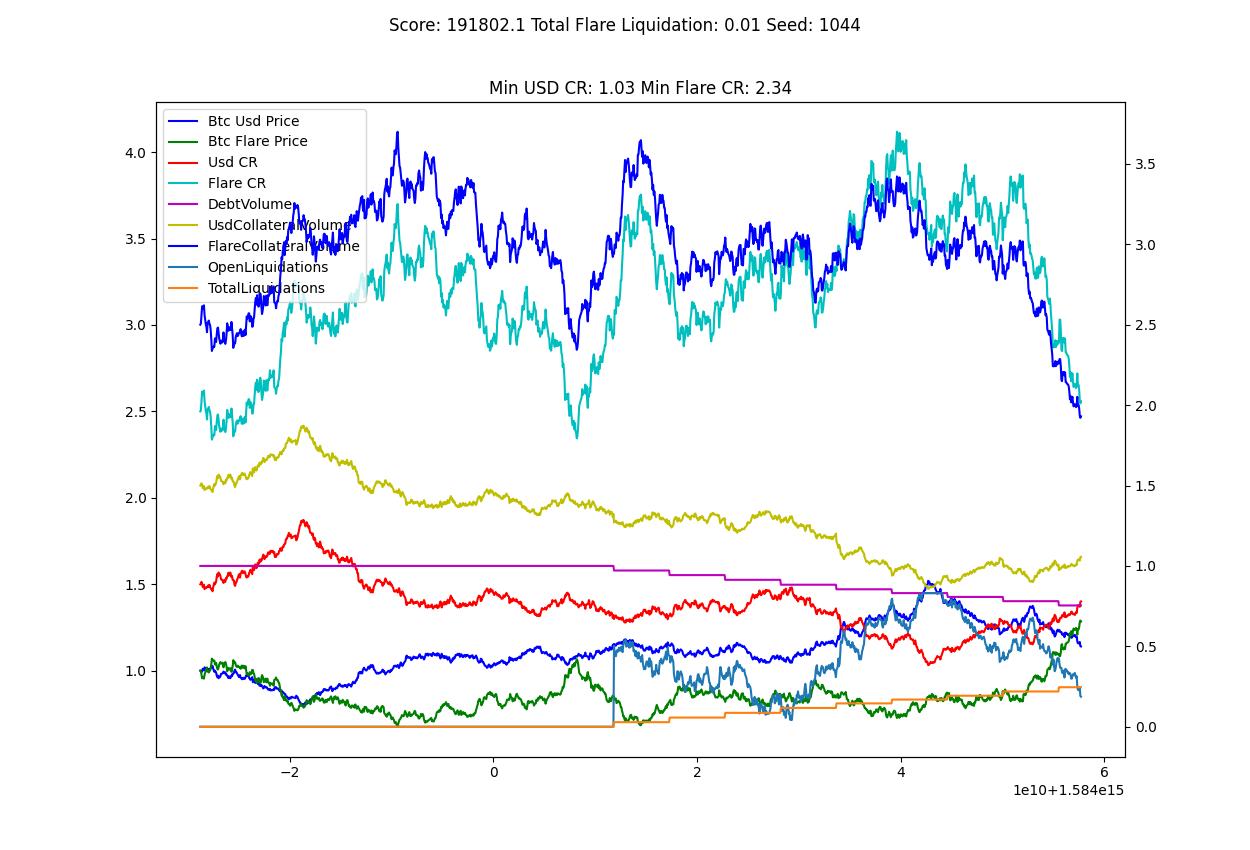 Score: 191802.1 Total Flare Liquidation: 0.01 Seed: 1044
Min USD CR: 1.03 Min Flare CR: 2.34
Btc Usd Price
Btc Flare Price
Usd CR
Flare CR
DebtVolume
UsdCollateralVolume
FlareCollateralVolume
OpenLiquidations
TotalLiquidations
4.0
3.5
3.0
2.5
2.0
1.5
1.0
3.5
3.0
2.5
2.0
1.5
1.0
0.5
0.0
−2
0
2
4
6
1e10+1.584e15